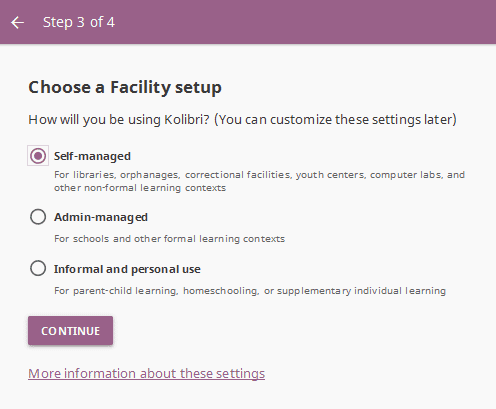 Step 3 of 4
Choose a Facility setup
How will you be using Kolibri? (You can customize these settings later)
Self-managed
For libraries, orphanages, correctional facilities, youth centers, computer labs, and
other non-formal learning contexts
Admin-managed
For schools and other formal learning contexts
Informal and personal use
For parent-child learning, homeschooling, or supplementary individual learning
CONTINUE
More information about these settings